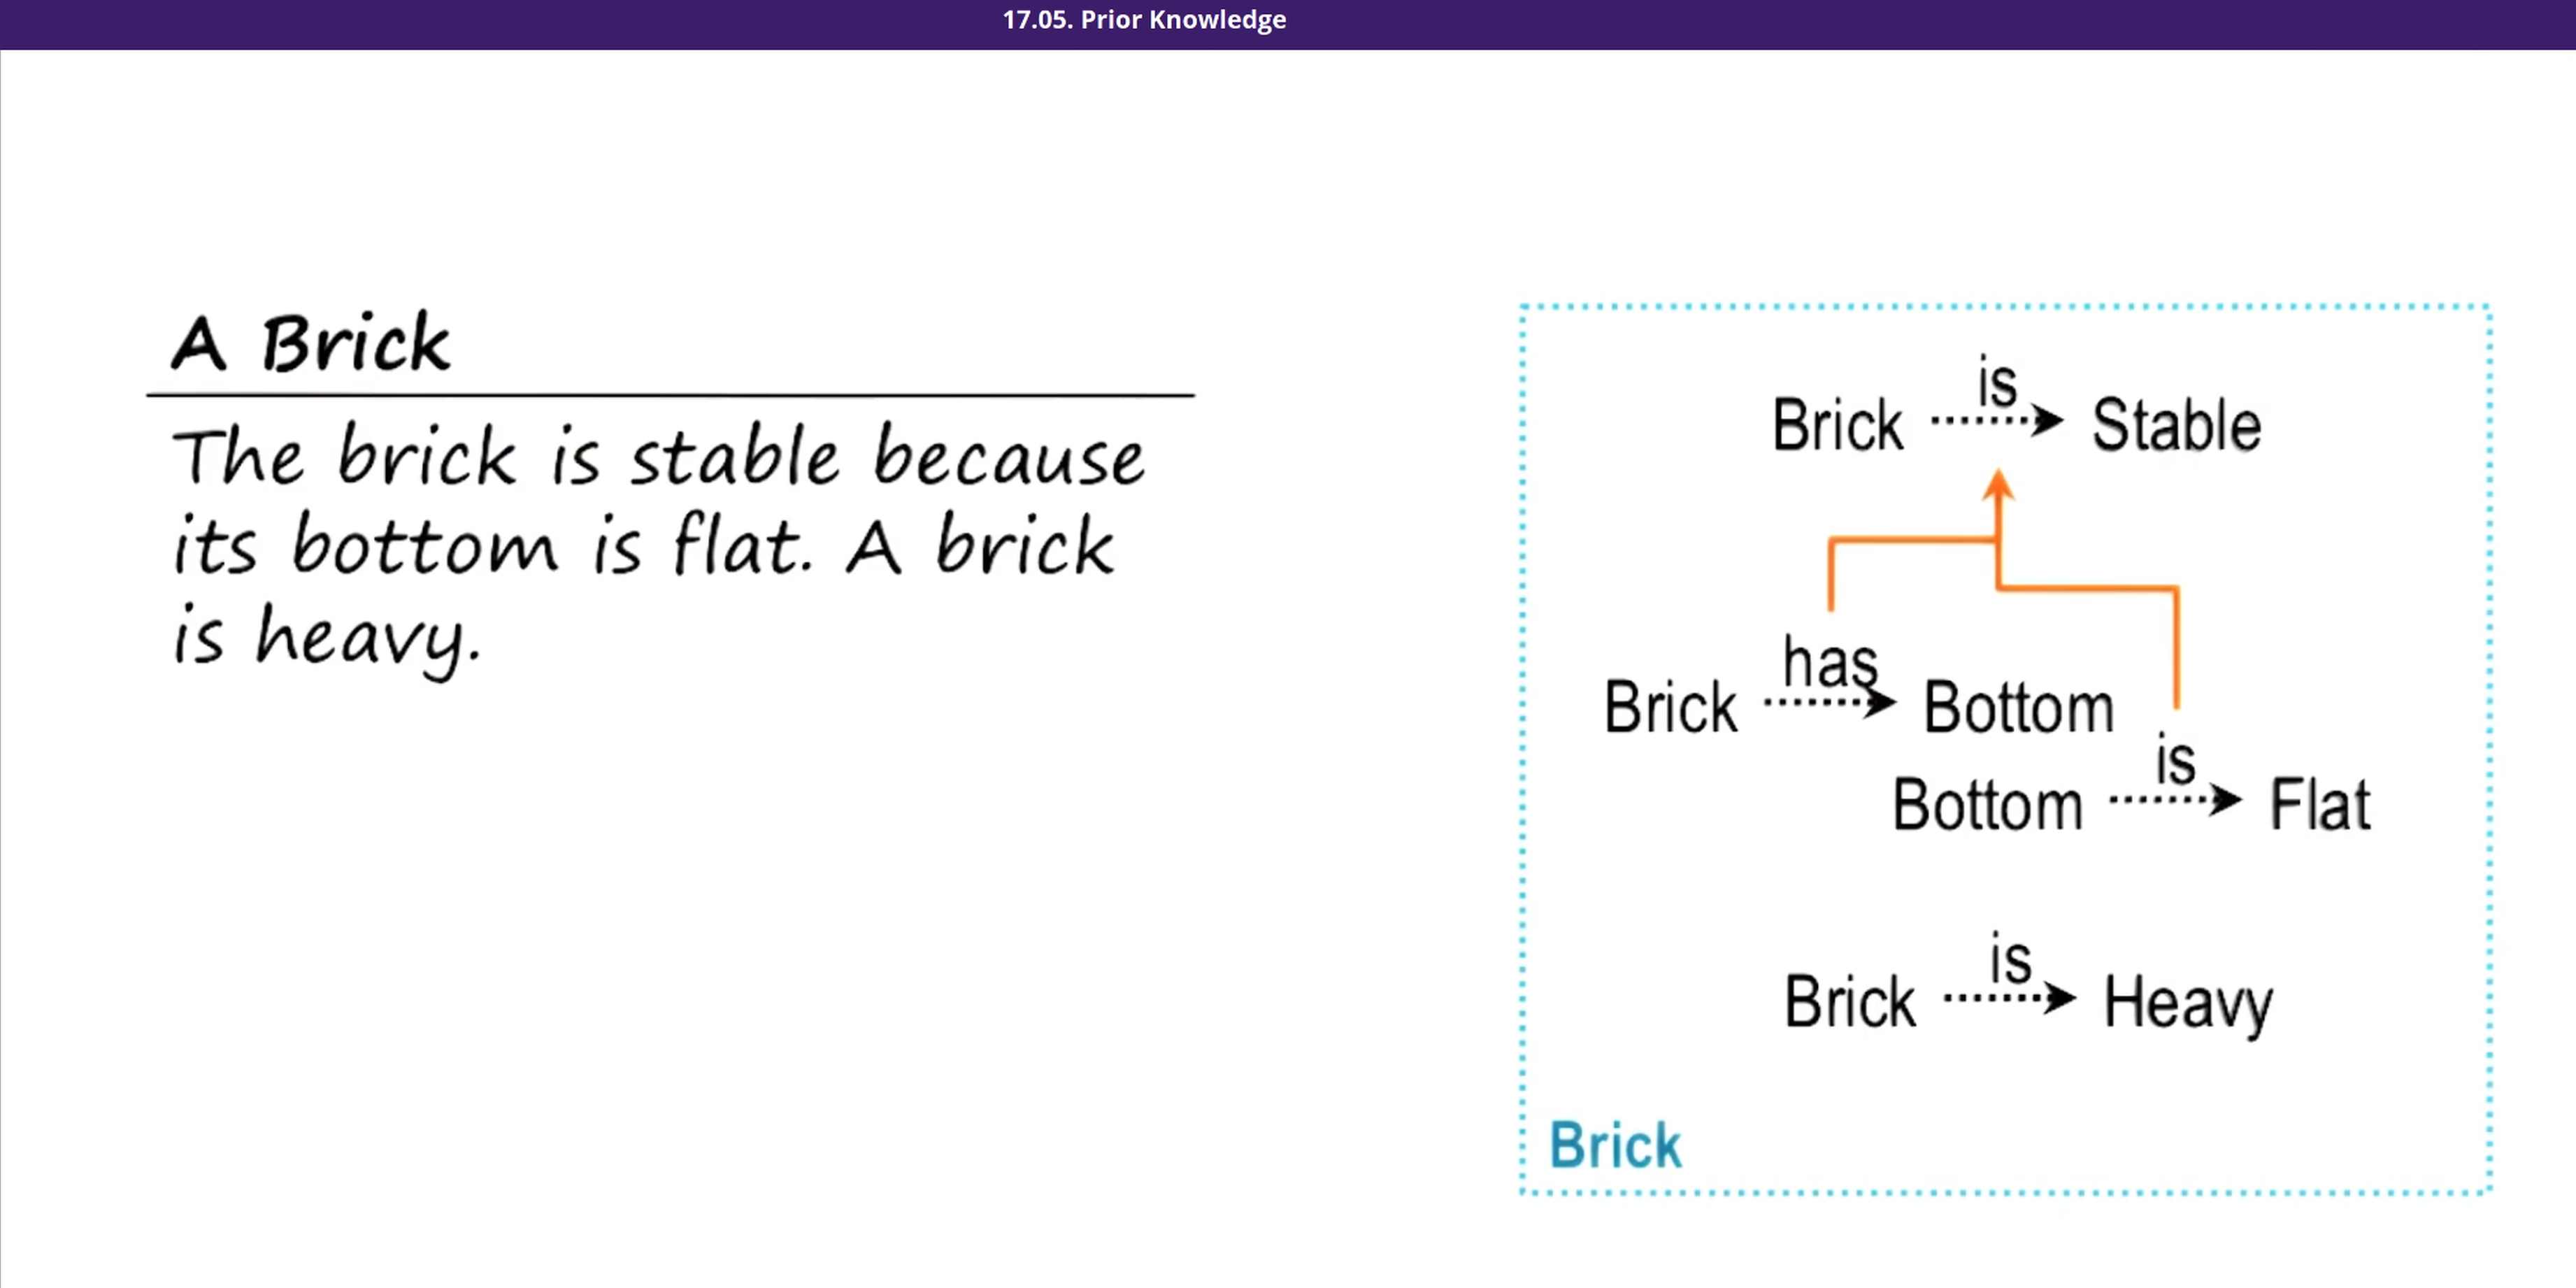 17.05. Prior Knowledge
A Brick
The brick is stable because
its bottom is flat. A brick
is heavy.
is
Brick Stable
has
Brick Bottom
is
Bottom Flat
is
Brick Heavy
Brick